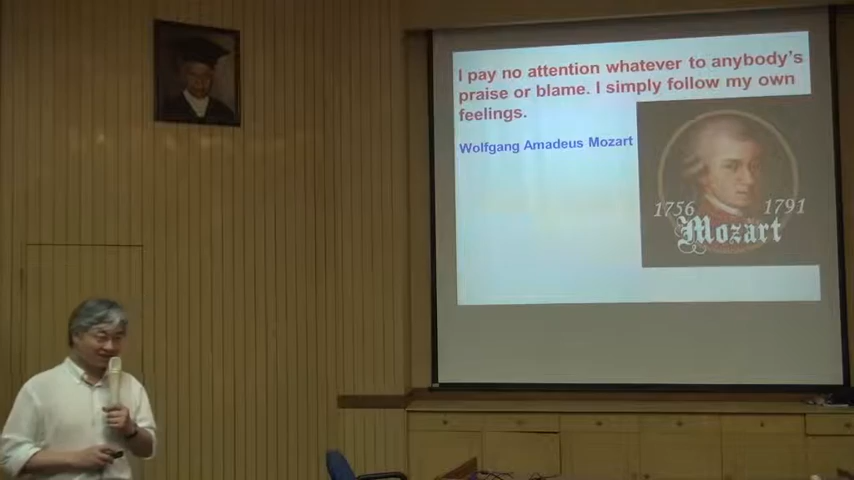 I pay no attention whatever to anybody's
praise or blame. I simply follow my own
feelings.
Wolfgang Amadeus Mozart
1756 1791
Mozart